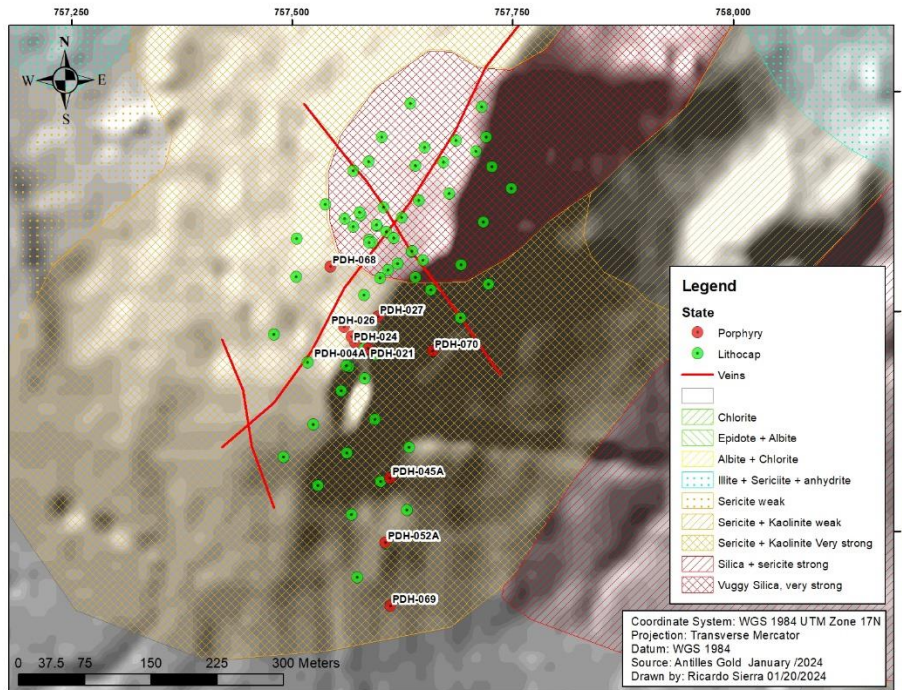 757,250
757,500
757,750
758,000
N
W
E
S
PDH-068
PDH-027
PDH-026
PDH-024
PDH-004A
PDH-021
PDH-070
PDH-045A
PDH-052A
PDH-069
Legend
State
Porphyry
Lithocap
Veins
Chlorite
Epidote + Albite
Albite + Chlorite
Illite + Sericiite + anhydrite
Sericite weak
Sericite + Kaolinite weak
Sericite + Kaolinite Very strong
Silica + sericite strong
Vuggy Silica, very strong
Coordinate System: WGS 1984 UTM Zone 17N
Projection: Transverse Mercator
Datum: WGS 1984
Source: Antilles Gold January /2024
Drawn by: Ricardo Sierra 01/20/2024
0 37.5 75 150 225 300 Meters